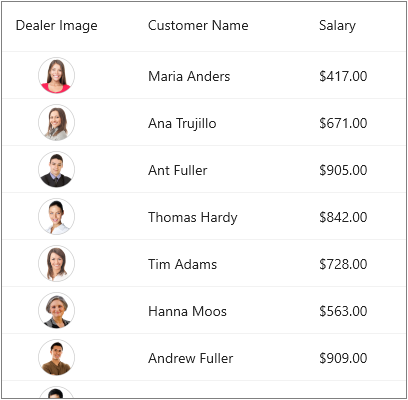 Dealer Image Customer Name Salary
Maria Anders $417.00
Ana Trujillo $671.00
Ant Fuller $905.00
Thomas Hardy $842.00
Tim Adams $728.00
Hanna Moos $563.00
Andrew Fuller $909.00